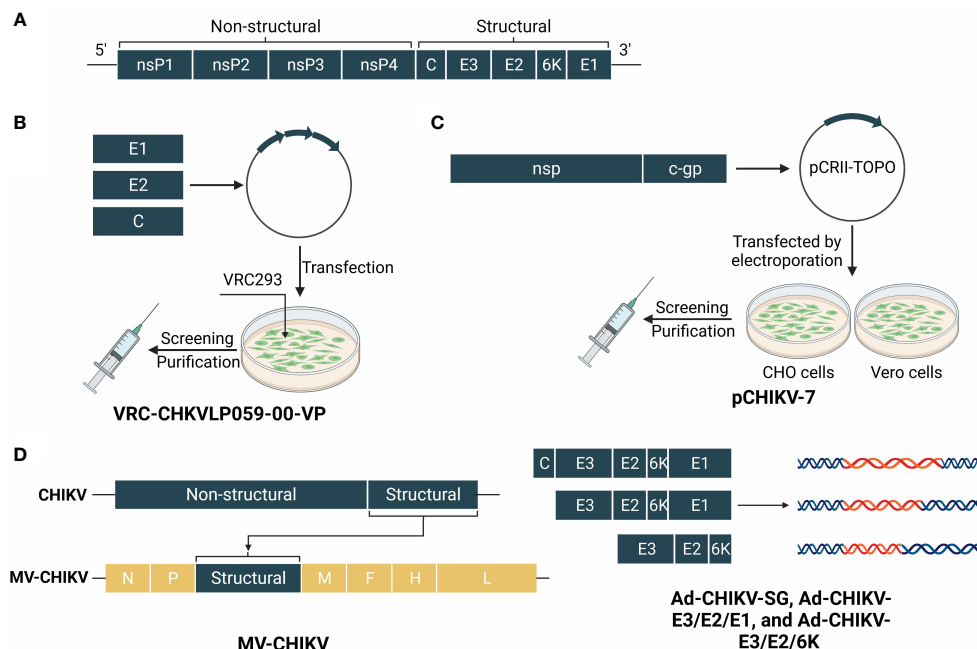 A
Non-structural Structural
5' 3'
nsP1 nsP2 nsP3 nsP4 C E3 E2 6K E1
B
E1
E2
C
Transfection
VRC293
Screening
Purification
VRC-CHKVLP059-00-VP
C
nsp c-gp
pCRII-TOPO
Transfected by
electroporation
Screening
Purification
CHO cells Vero cells
pCHIKV-7
D
CHIKV Non-structural Structural
MV-CHIKV N P Structural M F H L
MV-CHIKV
C E3 E2 6K E1
E3 E2 6K E1
E3 E2 6K
Ad-CHIKV-SG, Ad-CHIKV-
E3/E2/E1, and Ad-CHIKV-
E3/E2/6K